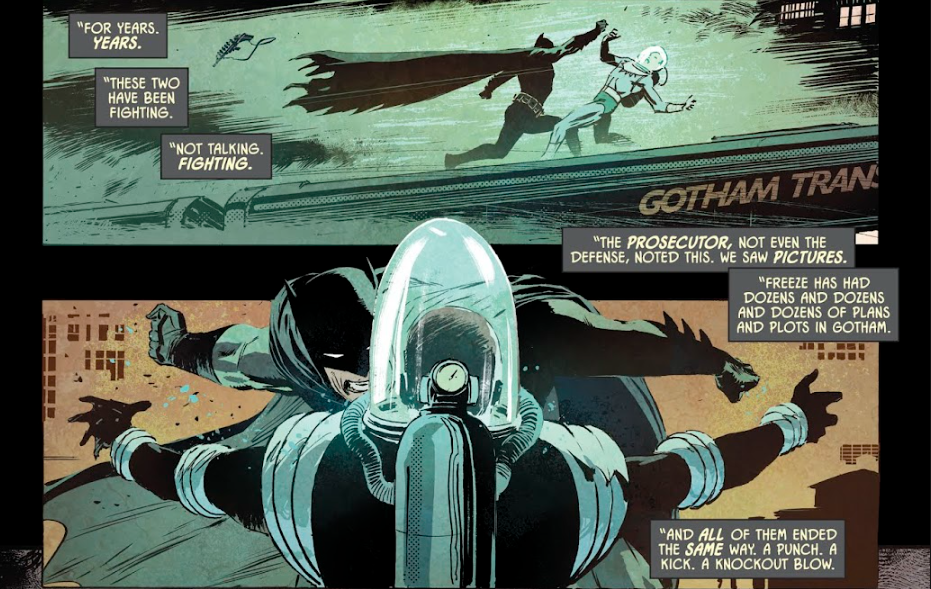 "FOR YEARS.
YEARS.
"THESE TWO
HAVE BEEN
FIGHTING.
"NOT TALKING.
FIGHTING.
GOTHAM TRANS
"THE PROSECUTOR, NOT EVEN THE
DEFENSE, NOTED THIS. WE SAW PICTURES.
"FREEZE HAS HAD
DOZENS AND DOZENS
AND DOZENS OF PLANS
AND PLOTS IN GOTHAM.
"AND ALL OF THEM ENDED
THE SAME WAY. A PUNCH. A
KICK. A KNOCKOUT BLOW.